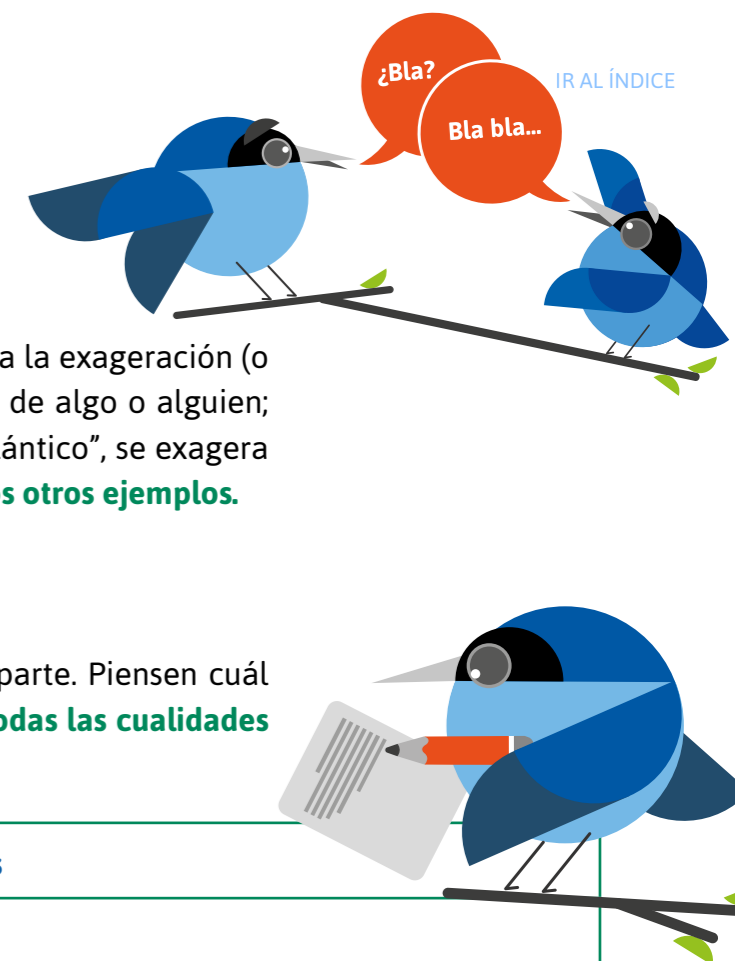 ¿Bla?
IR AL ÍNDICE
Bla bla...
a la exageración (o
de algo o alguien;
lántico”, se exagera
s otros ejemplos.
parte. Piensen cuál
odas las cualidades
s